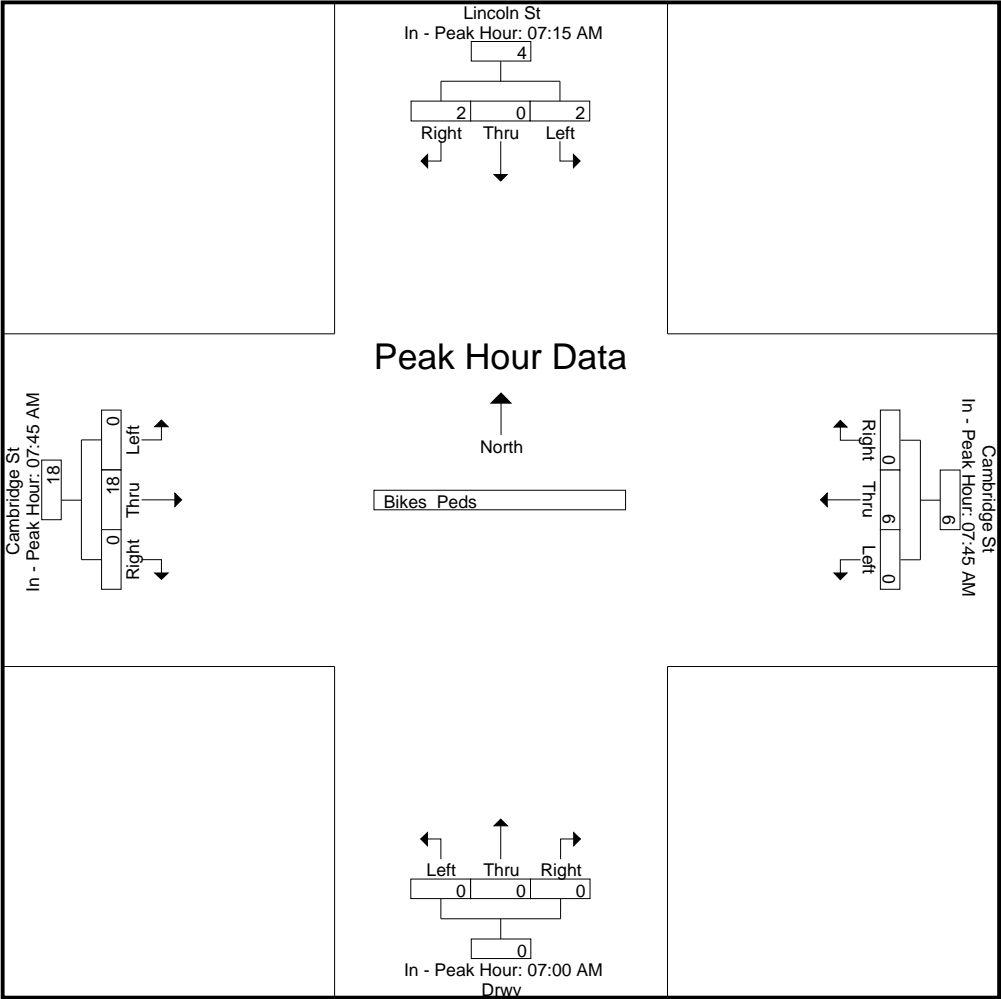 Lincoln St
In - Peak Hour: 07:15 AM
4
2 0 2
Right Thru Left
Peak Hour Data
North
Bikes Peds
Cambridge St
In - Peak Hour: 07:45 AM
18
0 18 0
Left Thru Right
Cambridge St
In - Peak Hour: 07:45 AM
6
0 6 0
Right Thru Left
Left Thru Right
0 0 0
0
In - Peak Hour: 07:00 AM
Drwy